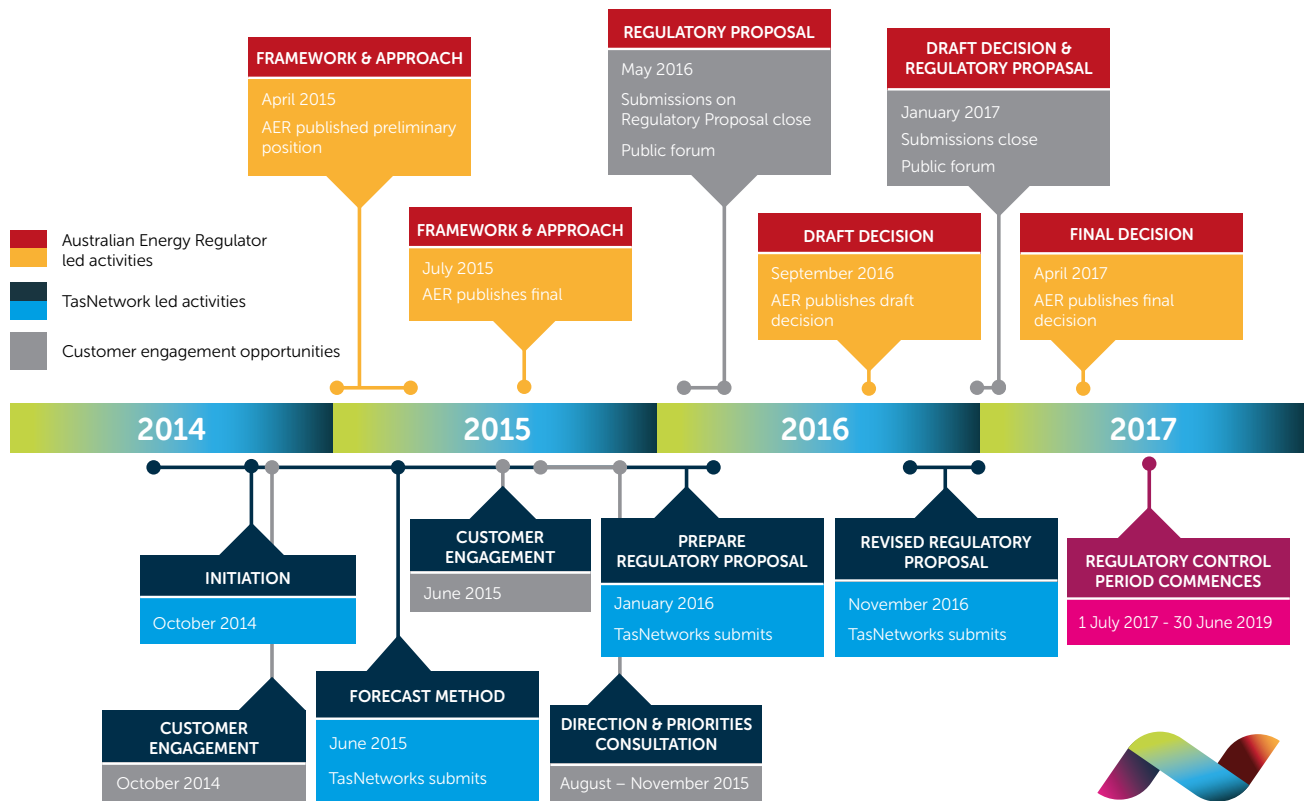 FRAMEWORK & APPROACH
April 2015
AER published preliminary
position
REGULATORY PROPOSAL
May 2016
Submissions on
Regulatory Proposal close
Public forum
DRAFT DECISION &
REGULATORY PROPASAL
January 2017
Submissions close
Public forum
Australian Energy Regulator
led activities
TasNetwork led activities
Customer engagement opportunities
FRAMEWORK & APPROACH
July 2015
AER publishes final
DRAFT DECISION
September 2016
AER publishes draft
decision
FINAL DECISION
April 2017
AER publishes final
decision
2014
2015
2016
2017
INITIATION
October 2014
CUSTOMER
ENGAGEMENT
October 2014
FORECAST METHOD
June 2015
TasNetworks submits
CUSTOMER
ENGAGEMENT
June 2015
DIRECTION & PRIORITIES
CONSULTATION
August – November 2015
PREPARE
REGULATORY PROPOSAL
January 2016
TasNetworks submits
REVISED REGULATORY
PROPOSAL
November 2016
TasNetworks submits
REGULATORY CONTROL
PERIOD COMMENCES
1 July 2017 - 30 June 2019